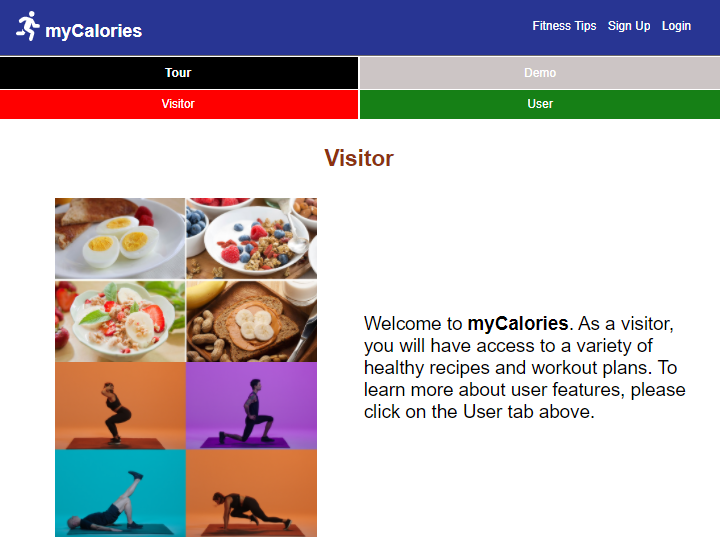 myCalories
Fitness Tips Sign Up Login
Tour Demo
Visitor User
Visitor
Welcome to myCalories. As a visitor,
you will have access to a variety of
healthy recipes and workout plans. To
learn more about user features, please
click on the User tab above.